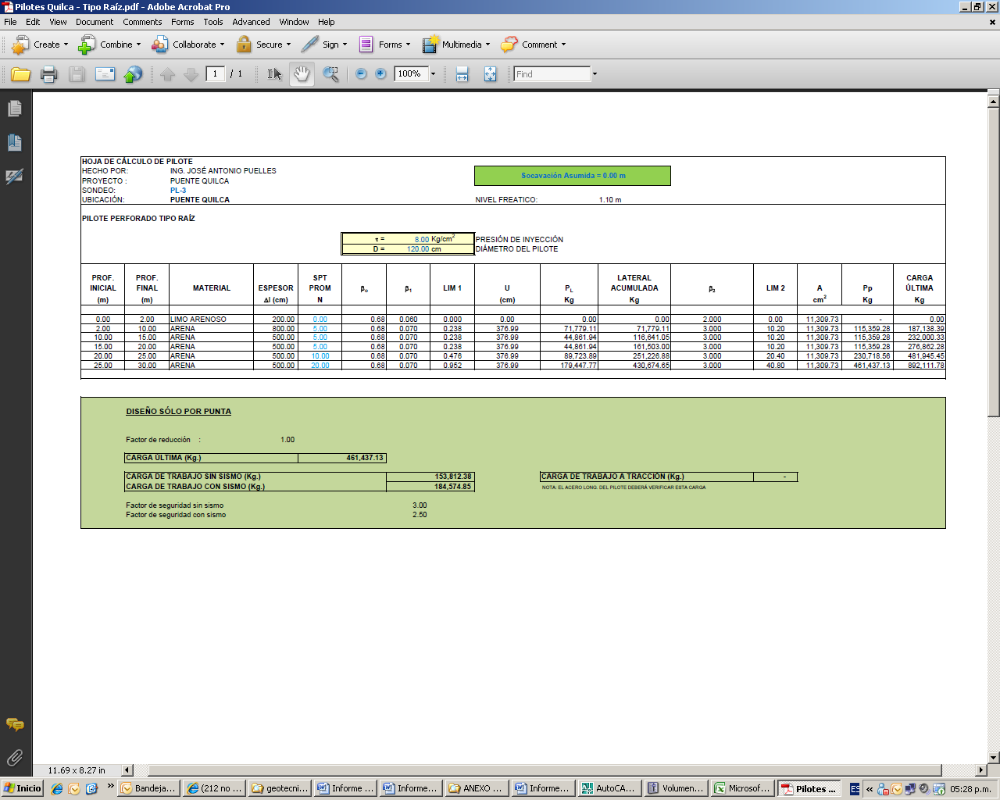 Pilotes Quilca - Tipo Raíz.pdf - Adobe Acrobat Pro
File Edit View Document Comments Forms Tools Advanced Window Help
Create Combine Collaborate Secure Sign Forms Multimedia Comment
1 / 1 100% Find
HOJA DE CÁLCULO DE PILOTE
HECHO POR: ING. JOSÉ ANTONIO PUELLES
PROYECTO : PUENTE QUILCA
SONDEO: PL-3
UBICACIÓN: PUENTE QUILCA
Socavación Asumida = 0.00 m
NIVEL FREATICO: 1.10 m
PILOTE PERFORADO TIPO RAÍZ
τ = 8.00 Kg/cm² PRESIÓN DE INYECCIÓN
D = 120.00 cm DIÁMETRO DEL PILOTE
PROF. INICIAL (m) PROF. FINAL (m) MATERIAL ESPESOR Δl (cm) SPT PROM N β₀ β₁ LIM 1 U (cm) P_L Kg LATERAL ACUMULADA Kg β₂ LIM 2 A cm² Pp Kg CARGA ÚLTIMA Kg
0.00 2.00 LIMO ARENOSO 200.00 0.00 0.68 0.060 0.000 0.00 0.00 0.00 2.000 0.00 11,309.73 - 0.00
2.00 10.00 ARENA 800.00 5.00 0.68 0.070 0.238 376.99 71,779.11 71,779.11 3.000 10.20 11,309.73 115,359.28 187,138.39
10.00 15.00 ARENA 500.00 5.00 0.68 0.070 0.238 376.99 44,861.94 116,641.05 3.000 10.20 11,309.73 115,359.28 232,000.33
15.00 20.00 ARENA 500.00 5.00 0.68 0.070 0.238 376.99 44,861.94 161,503.00 3.000 10.20 11,309.73 115,359.28 276,862.28
20.00 25.00 ARENA 500.00 10.00 0.68 0.070 0.476 376.99 89,723.89 251,226.88 3.000 20.40 11,309.73 230,718.56 481,945.45
25.00 30.00 ARENA 500.00 20.00 0.68 0.070 0.952 376.99 179,447.77 430,674.65 3.000 40.80 11,309.73 461,437.13 892,111.78
DISEÑO SÓLO POR PUNTA
Factor de reducción : 1.00
CARGA ÚLTIMA (Kg.) 461,437.13
CARGA DE TRABAJO SIN SISMO (Kg.) 153,812.38
CARGA DE TRABAJO CON SISMO (Kg.) 184,574.85
CARGA DE TRABAJO A TRACCIÓN (Kg.) -
NOTA: EL ACERO LONG. DEL PILOTE DEBERÁ VERIFICAR ESTA CARGA
Factor de seguridad sin sismo 3.00
Factor de seguridad con sismo 2.50
11.69 x 8.27 in
Inicio » Bandeja... (212 no ... geotecni... Informe ... Informe ... ANEXO ... Informe... AutoCA... Volumen... Microsof... Pilotes ... ES « 05:28 p.m.